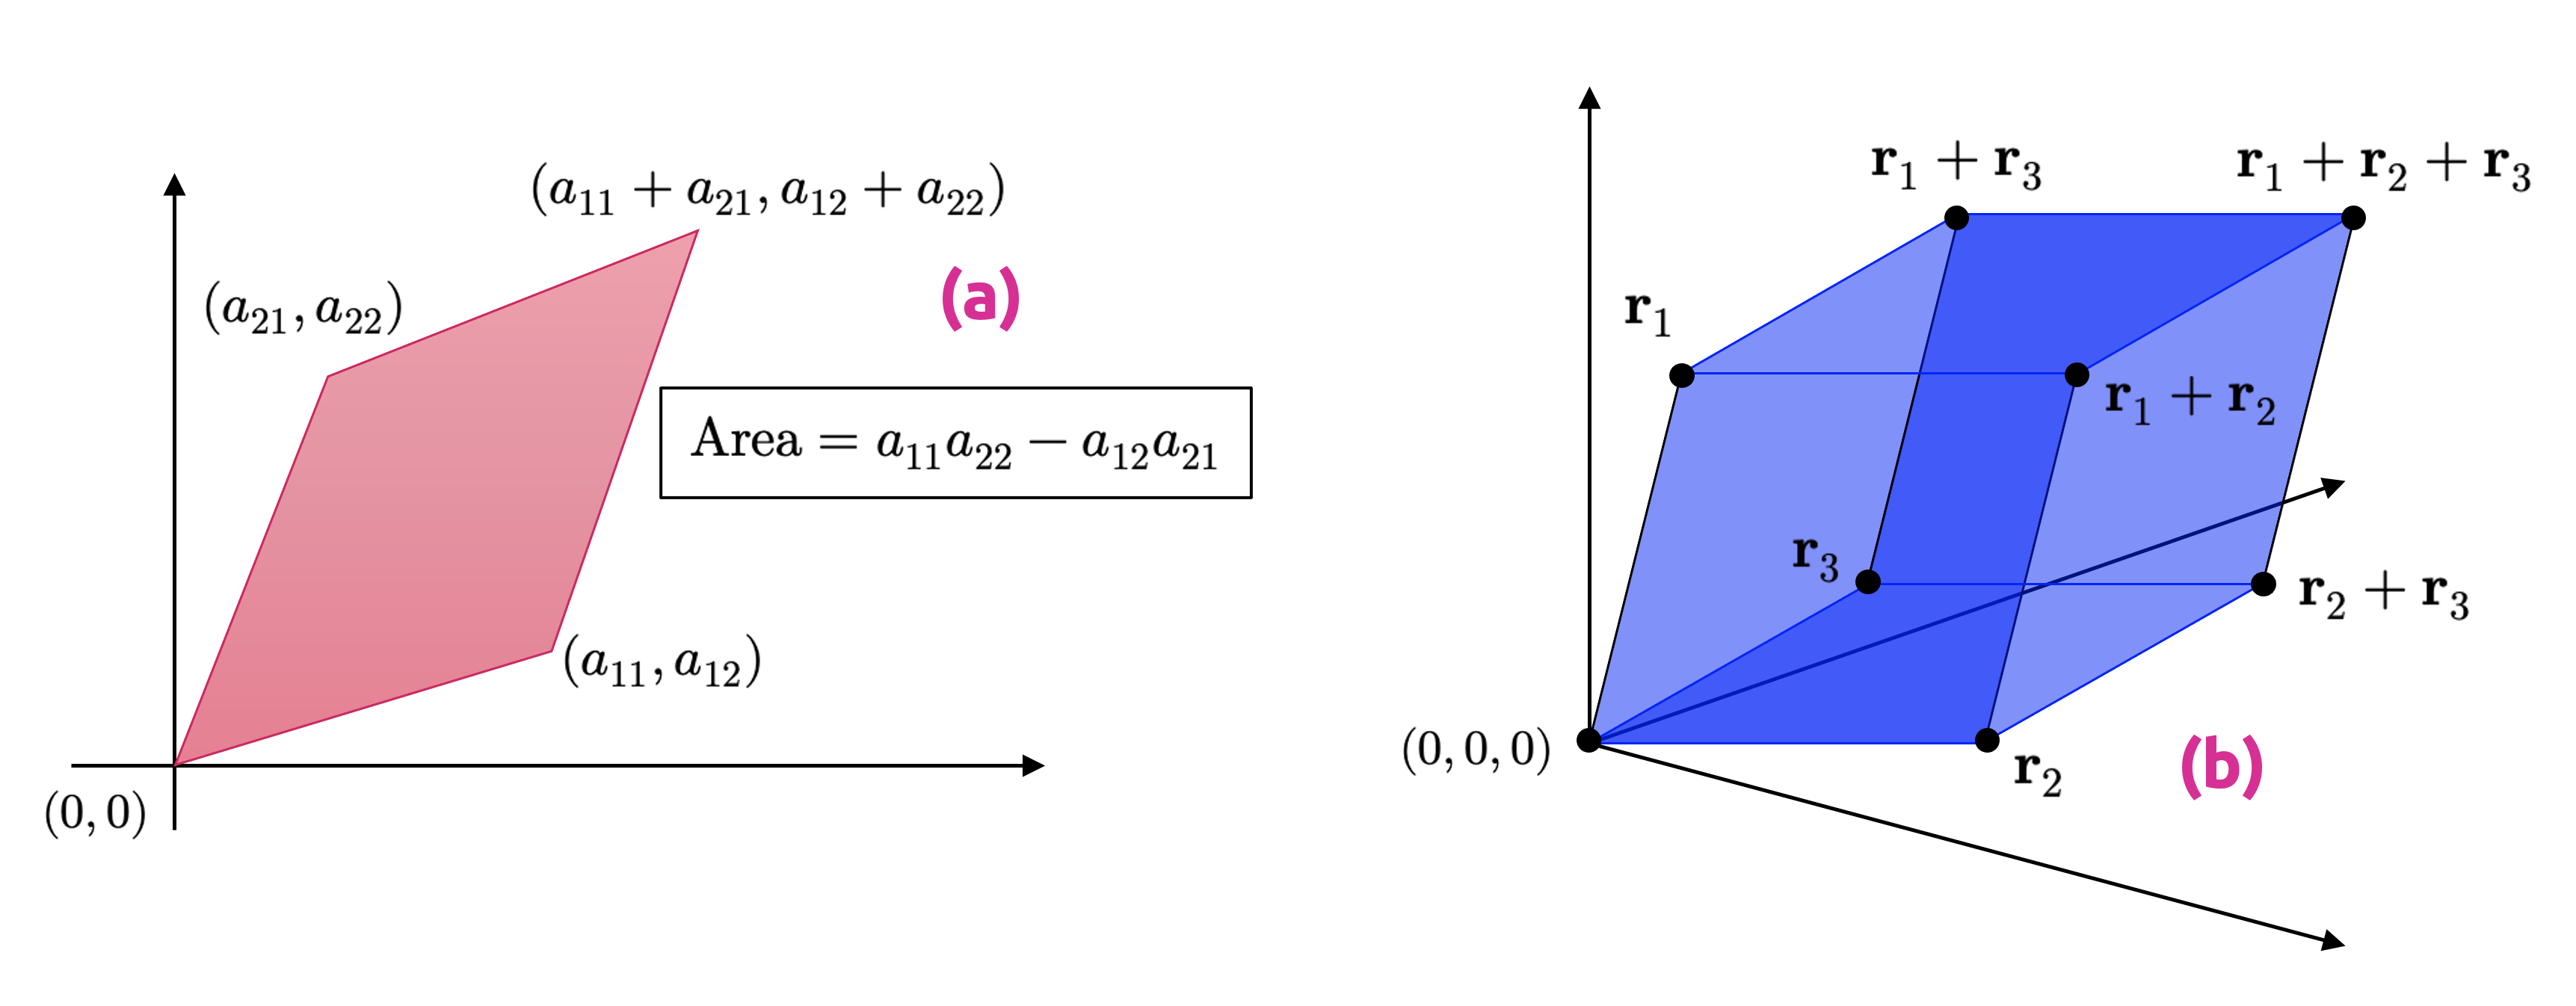 (a₁₁ + a₂₁, a₁₂ + a₂₂)
(a)
(a₂₁, a₂₂)
Area = a₁₁a₂₂ − a₁₂a₂₁
(a₁₁, a₁₂)
(0, 0)
𝐫₁ + 𝐫₃
𝐫₁ + 𝐫₂ + 𝐫₃
𝐫₁
𝐫₁ + 𝐫₂
𝐫₃
𝐫₂ + 𝐫₃
(0, 0, 0)
𝐫₂
(b)